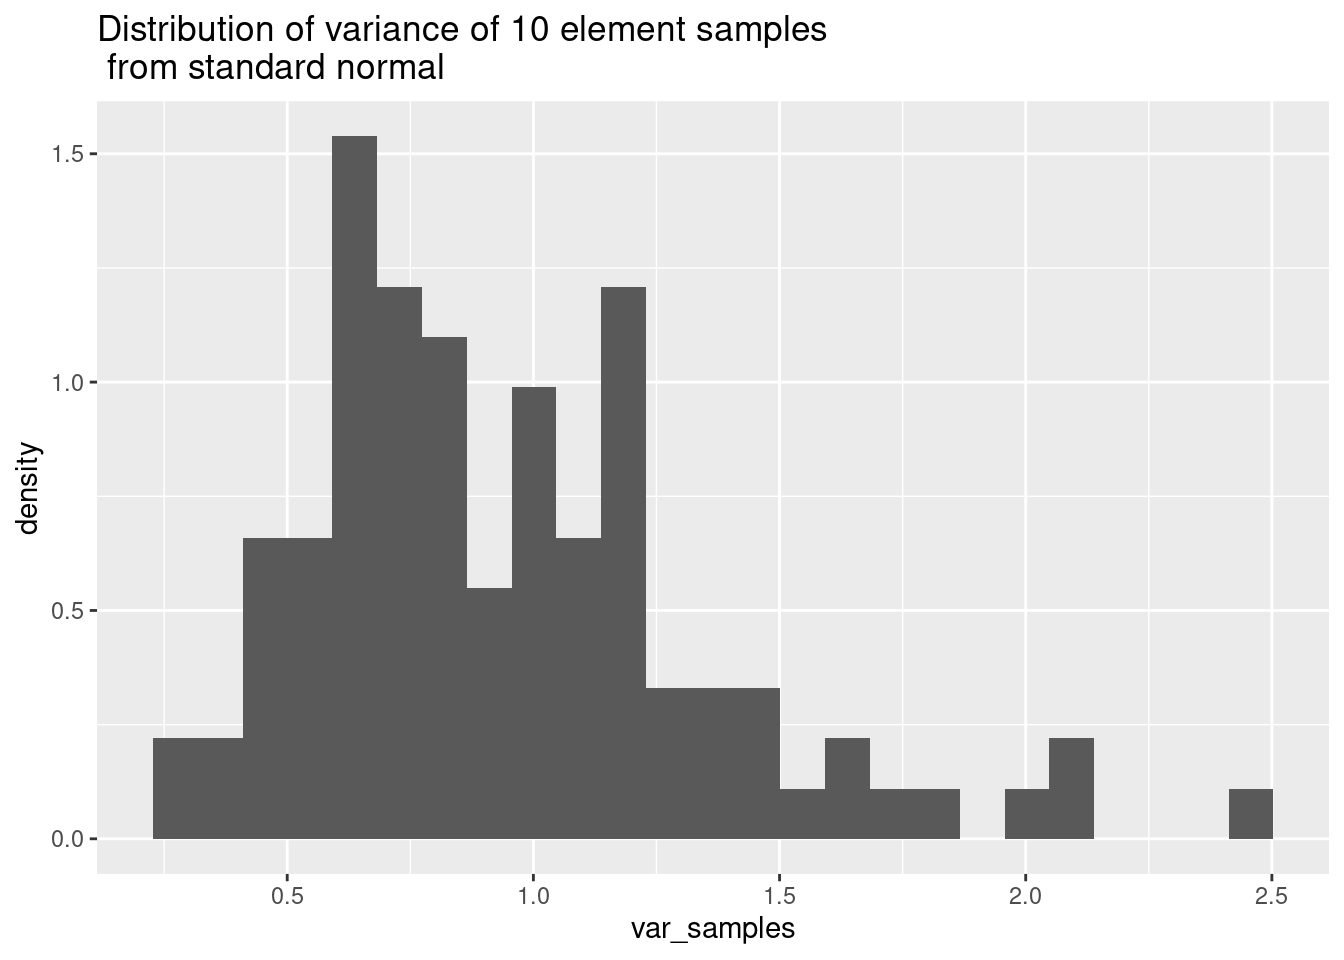 Distribution of variance of 10 element samples
from standard normal
1.5
1.0
0.5
0.0
density
0.5 1.0 1.5 2.0 2.5
var_samples